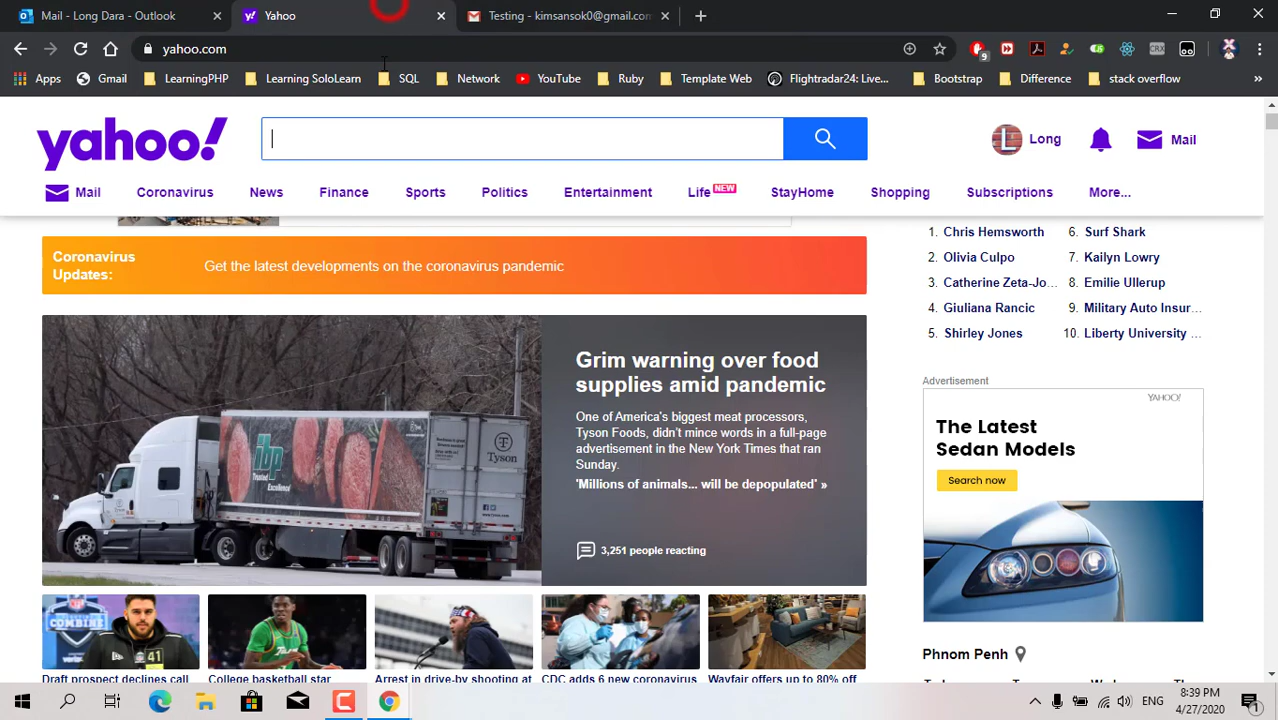 Mail - Long Dara - Outlook
Yahoo
Testing - kimsansok0@gmail.com
yahoo.com
9
Apps
Gmail
LearningPHP
Learning SoloLearn
SQL
Network
YouTube
Ruby
Template Web
Flightradar24: Live...
Bootstrap
Difference
stack overflow
»
yahoo!
L
Long
Mail
Mail
Coronavirus
News
Finance
Sports
Politics
Entertainment
Life NEW
StayHome
Shopping
Subscriptions
More...
Coronavirus
Updates:
Get the latest developments on the coronavirus pandemic
1. Chris Hemsworth
2. Olivia Culpo
3. Catherine Zeta-Jo...
4. Giuliana Rancic
5. Shirley Jones
6. Surf Shark
7. Kailyn Lowry
8. Emilie Ullerup
9. Military Auto Insur...
10. Liberty University ...
ibp
Trusted
Excellence
Tyson
Grim warning over food
supplies amid pandemic
One of America's biggest meat processors,
Tyson Foods, didn't mince words in a full-page
advertisement in the New York Times that ran
Sunday.
'Millions of animals... will be depopulated' »
3,251 people reacting
Advertisement
YAHOO!
The Latest
Sedan Models
Search now
COMBINE
41
Draft prospect declines call
College basketball star
Arrest in drive-by shooting at
CDC adds 6 new coronavirus
Wayfair offers up to 80% off
Phnom Penh
ENG
8:39 PM
4/27/2020
1